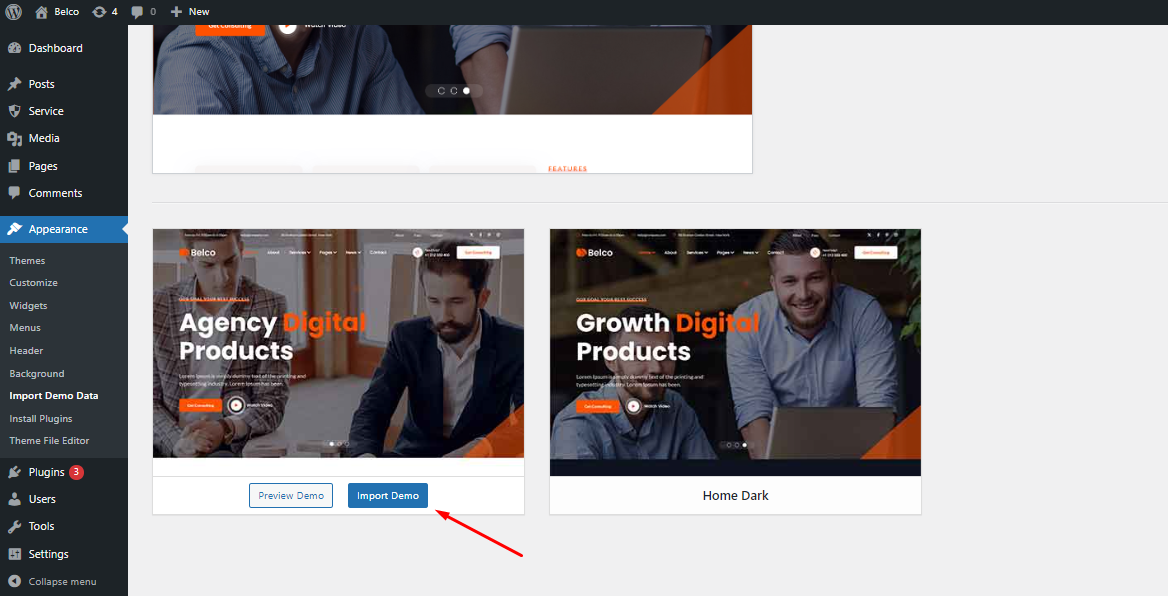 Belco 4 0 New
Dashboard
Posts
Service
Media
Pages
Comments
Appearance
Themes
Customize
Widgets
Menus
Header
Background
Import Demo Data
Install Plugins
Theme File Editor
Plugins 3
Users
Tools
Settings
Collapse menu
Get Consulting Watch Video
FEATURES
Belco
About Services Pages News Contact
Get Consulting
OUR GOAL YOUR BEST SUCCESS
Agency Digital
Products
Lorem Ipsum is simply dummy text of the printing and
typesetting industry. Lorem Ipsum has been.
Get Consulting Watch Video
Preview Demo Import Demo
Belco
Home About Services Pages News Contact
Get Consulting
OUR GOAL YOUR BEST SUCCESS
Growth Digital
Products
Lorem Ipsum is simply dummy text of the printing and
typesetting industry. Lorem Ipsum has been.
Get Consulting Watch Video
Home Dark